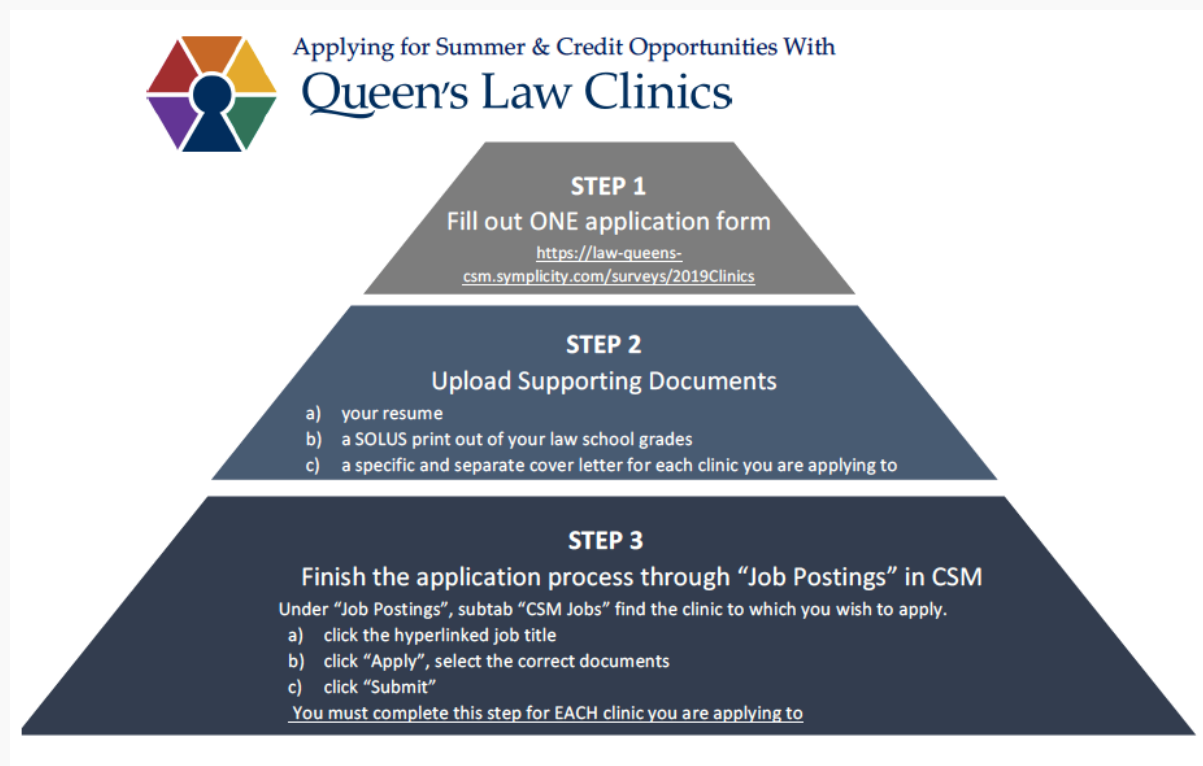 Applying for Summer & Credit Opportunities With
Queen's Law Clinics
STEP 1
Fill out ONE application form
https://law-queens-
csm.symplicity.com/surveys/2019Clinics
STEP 2
Upload Supporting Documents
a) your resume
b) a SOLUS print out of your law school grades
c) a specific and separate cover letter for each clinic you are applying to
STEP 3
Finish the application process through “Job Postings” in CSM
Under “Job Postings”, subtab “CSM Jobs” find the clinic to which you wish to apply.
a) click the hyperlinked job title
b) click “Apply”, select the correct documents
c) click “Submit”
You must complete this step for EACH clinic you are applying to